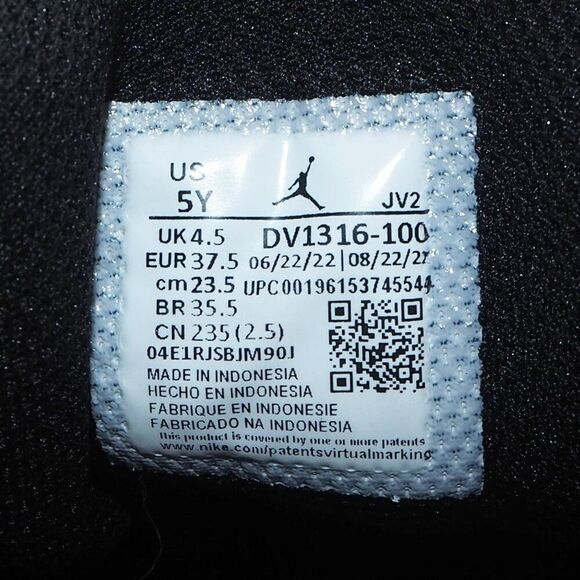 US
5Y JV2
UK 4.5 DV1316-100
EUR 37.5 06/22/22 | 08/22/22
cm 23.5 UPC00196153745544
BR 35.5
CN 235 (2.5)
04E1RJSBJM90J
MADE IN INDONESIA
HECHO EN INDONESIA
FABRIQUE EN INDONESIE
FABRICADO NA INDONESIA
This product is covered by one or more patents
www.nike.com/patentsvirtualmarking